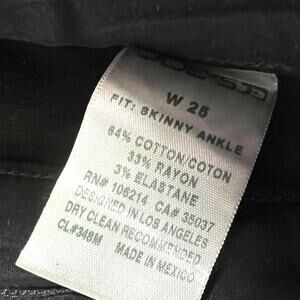 W 25
FIT: SKINNY ANKLE
64% COTTON/COTON
33% RAYON
3% ELASTANE
RN# 106214 CA# 35037
DESIGNED IN LOS ANGELES
DRY CLEAN RECOMMENDED
CL#348M MADE IN MEXICO